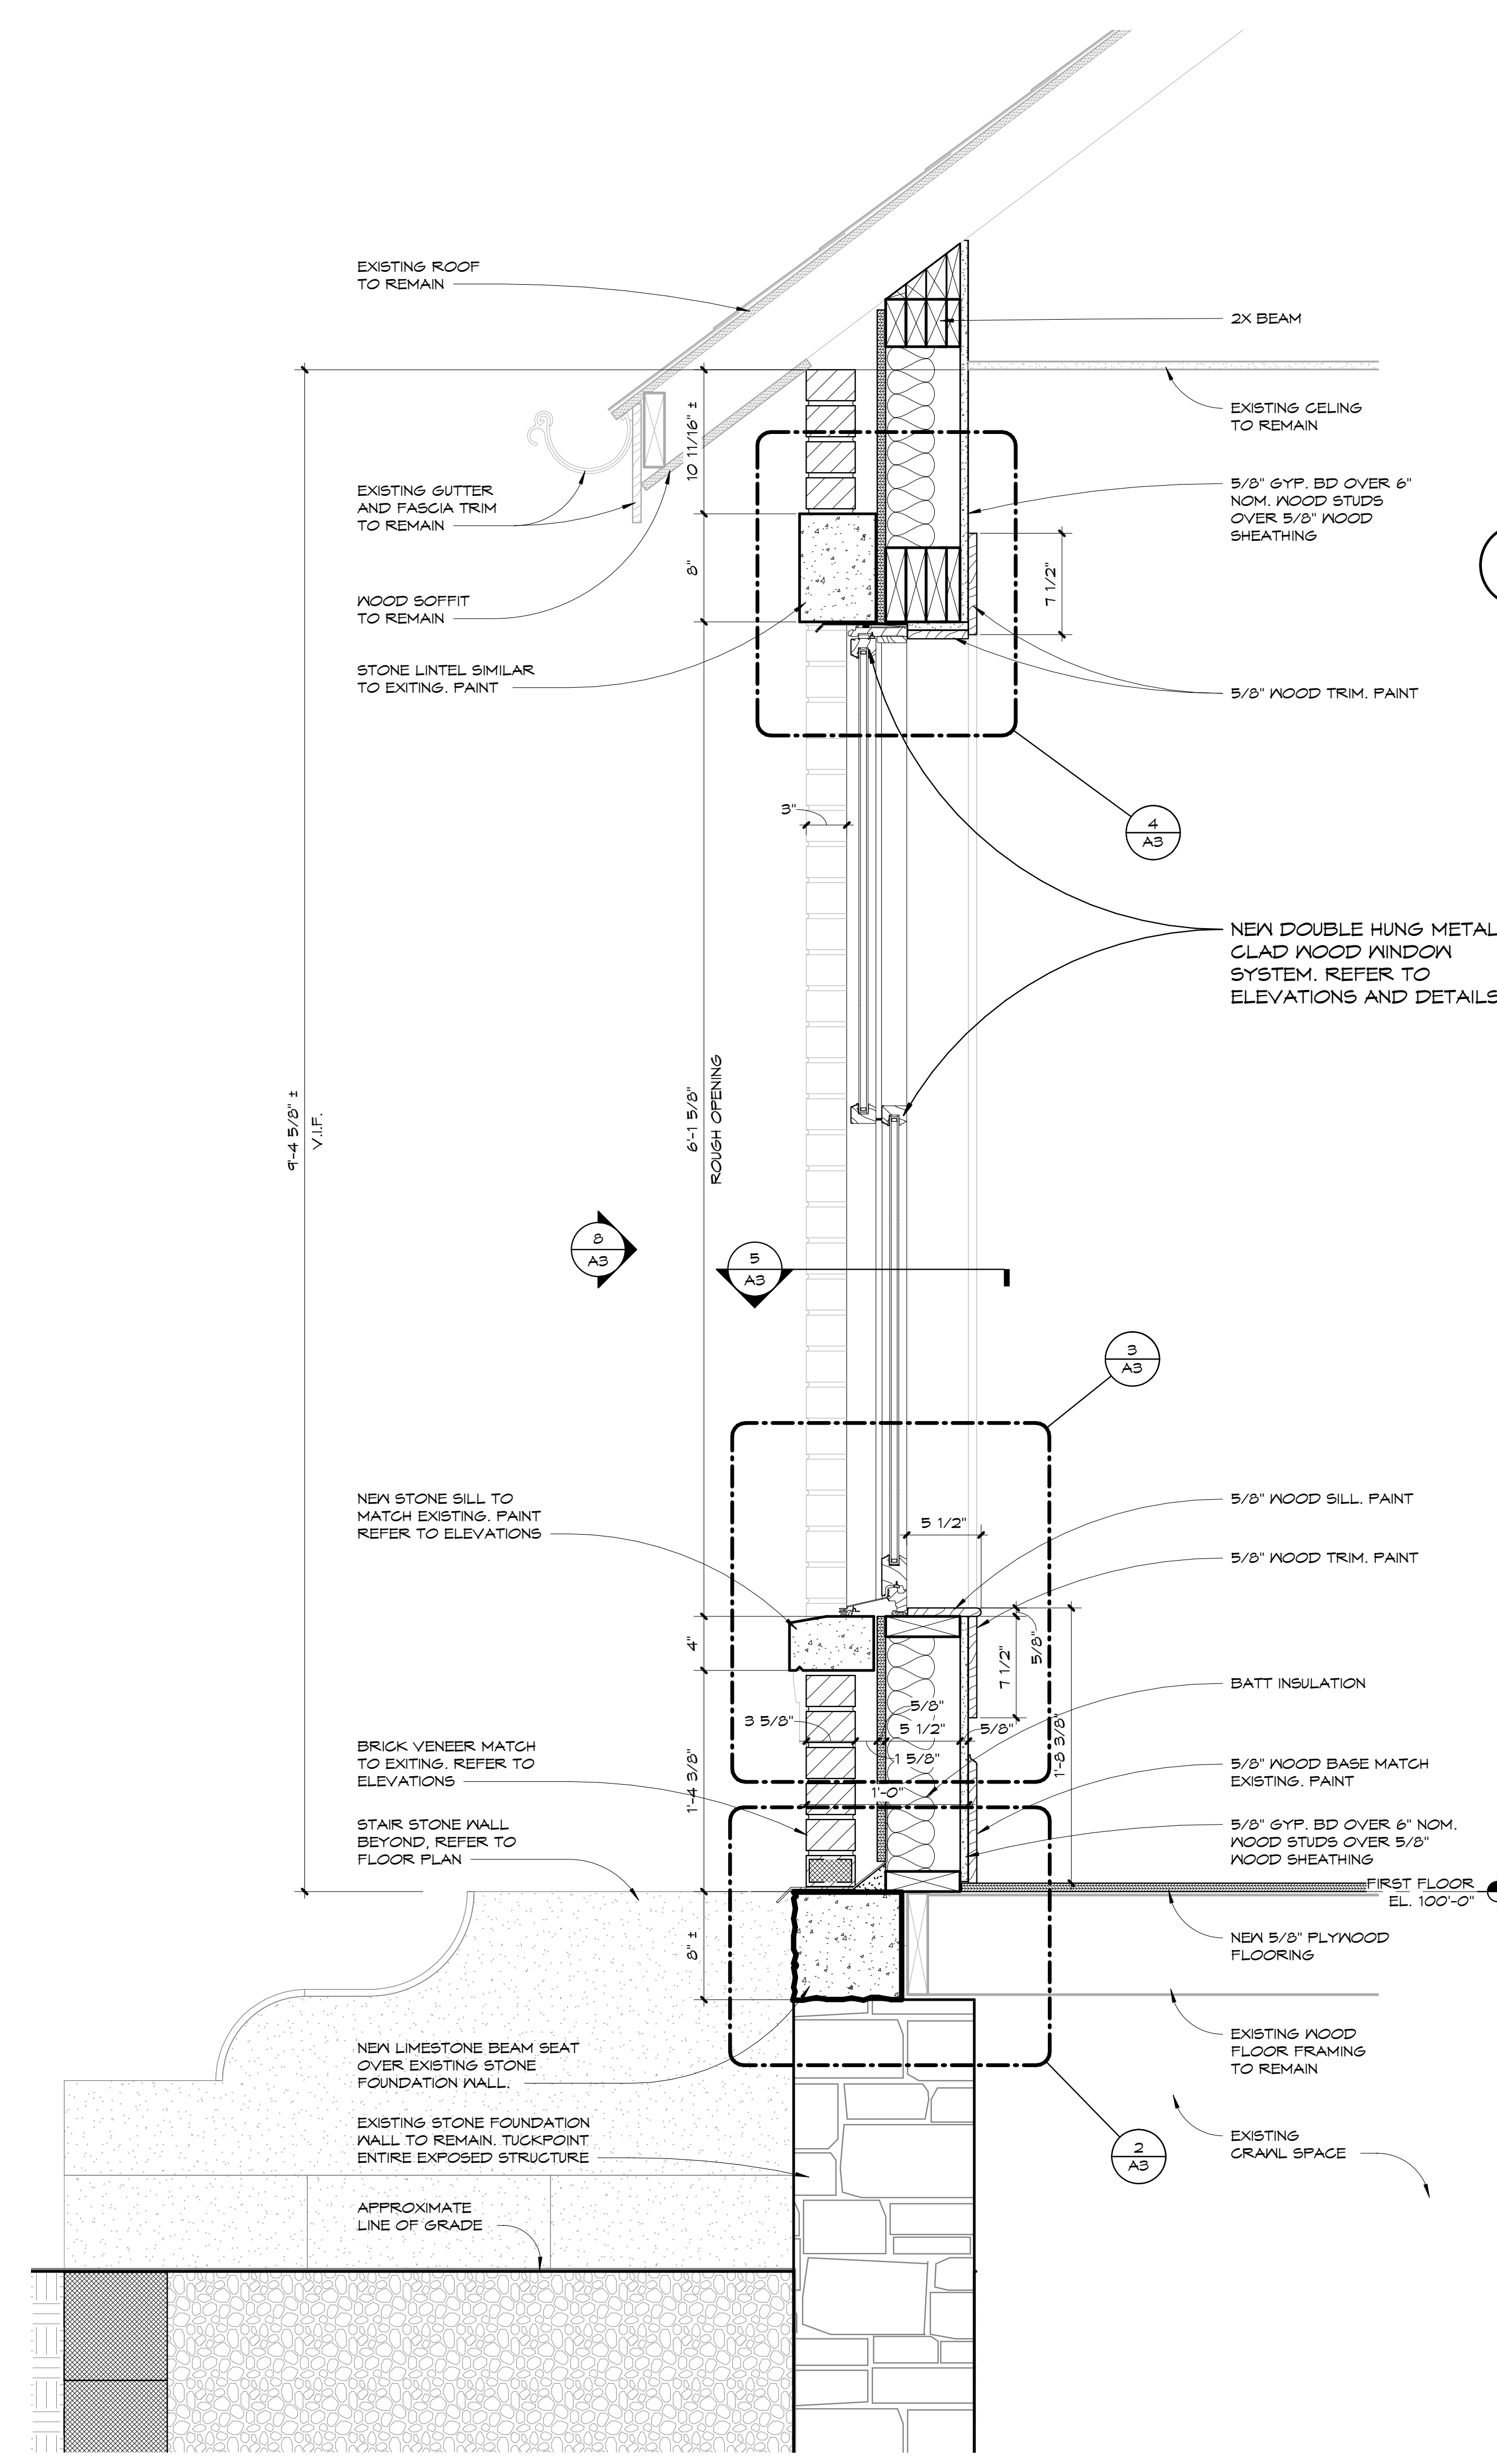 EXISTING ROOF
TO REMAIN
2X BEAM
EXISTING CELING
TO REMAIN
10 11/16" ±
5/8" GYP. BD OVER 6"
NOM. WOOD STUDS
OVER 5/8" WOOD
SHEATHING
EXISTING GUTTER
AND FASCIA TRIM
TO REMAIN
8"
7 1/2"
WOOD SOFFIT
TO REMAIN
STONE LINTEL SIMILAR
TO EXITING. PAINT
5/8" WOOD TRIM. PAINT
3"
4
A3
NEW DOUBLE HUNG METAL
CLAD WOOD WINDOW
SYSTEM. REFER TO
ELEVATIONS AND DETAILS
9'-4 5/8" ±
V.I.F.
6'-1 5/8"
ROUGH OPENING
8
A3
5
A3
3
A3
NEW STONE SILL TO
MATCH EXISTING. PAINT
REFER TO ELEVATIONS
5 1/2"
5/8" WOOD SILL. PAINT
5/8" WOOD TRIM. PAINT
4"
7 1/2"
5/8"
BATT INSULATION
5/8"
3 5/8"
5 1/2"
5/8"
1 5/8"
1'-8 3/8"
BRICK VENEER MATCH
TO EXITING. REFER TO
ELEVATIONS
1'-4 3/8"
1'-0"
5/8" WOOD BASE MATCH
EXISTING. PAINT
STAIR STONE WALL
BEYOND, REFER TO
FLOOR PLAN
5/8" GYP. BD OVER 6" NOM.
WOOD STUDS OVER 5/8"
WOOD SHEATHING
FIRST FLOOR
EL. 100'-0"
8" ±
NEW 5/8" PLYWOOD
FLOORING
NEW LIMESTONE BEAM SEAT
OVER EXISTING STONE
FOUNDATION WALL.
EXISTING WOOD
FLOOR FRAMING
TO REMAIN
EXISTING STONE FOUNDATION
WALL TO REMAIN. TUCKPOINT
ENTIRE EXPOSED STRUCTURE
2
A3
EXISTING
CRAWL SPACE
APPROXIMATE
LINE OF GRADE